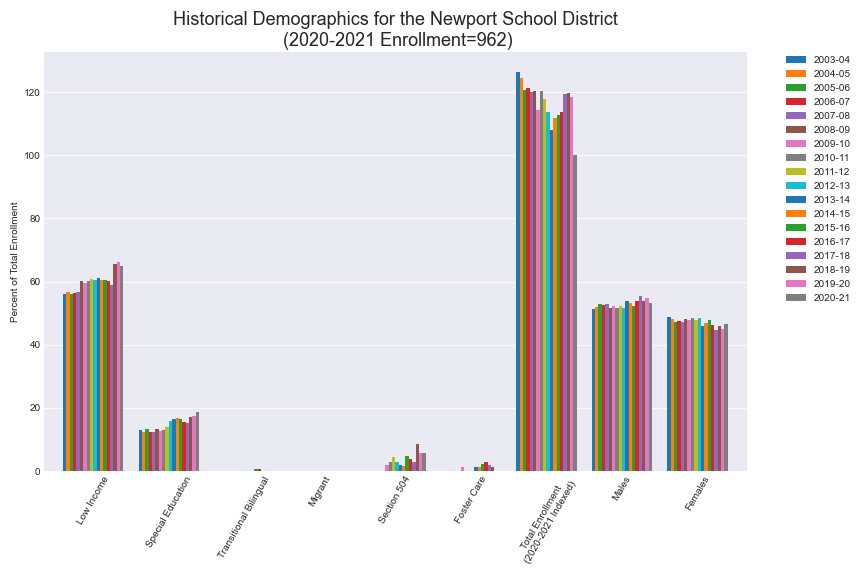 Historical Demographics for the Newport School District
(2020-2021 Enrollment=962)
Percent of Total Enrollment
120
100
80
60
40
20
0
Low Income
Special Education
Transitional Bilingual
Migrant
Section 504
Foster Care
Total Enrollment
(2020-2021 Indexed)
Males
Females
2003-04
2004-05
2005-06
2006-07
2007-08
2008-09
2009-10
2010-11
2011-12
2012-13
2013-14
2014-15
2015-16
2016-17
2017-18
2018-19
2019-20
2020-21